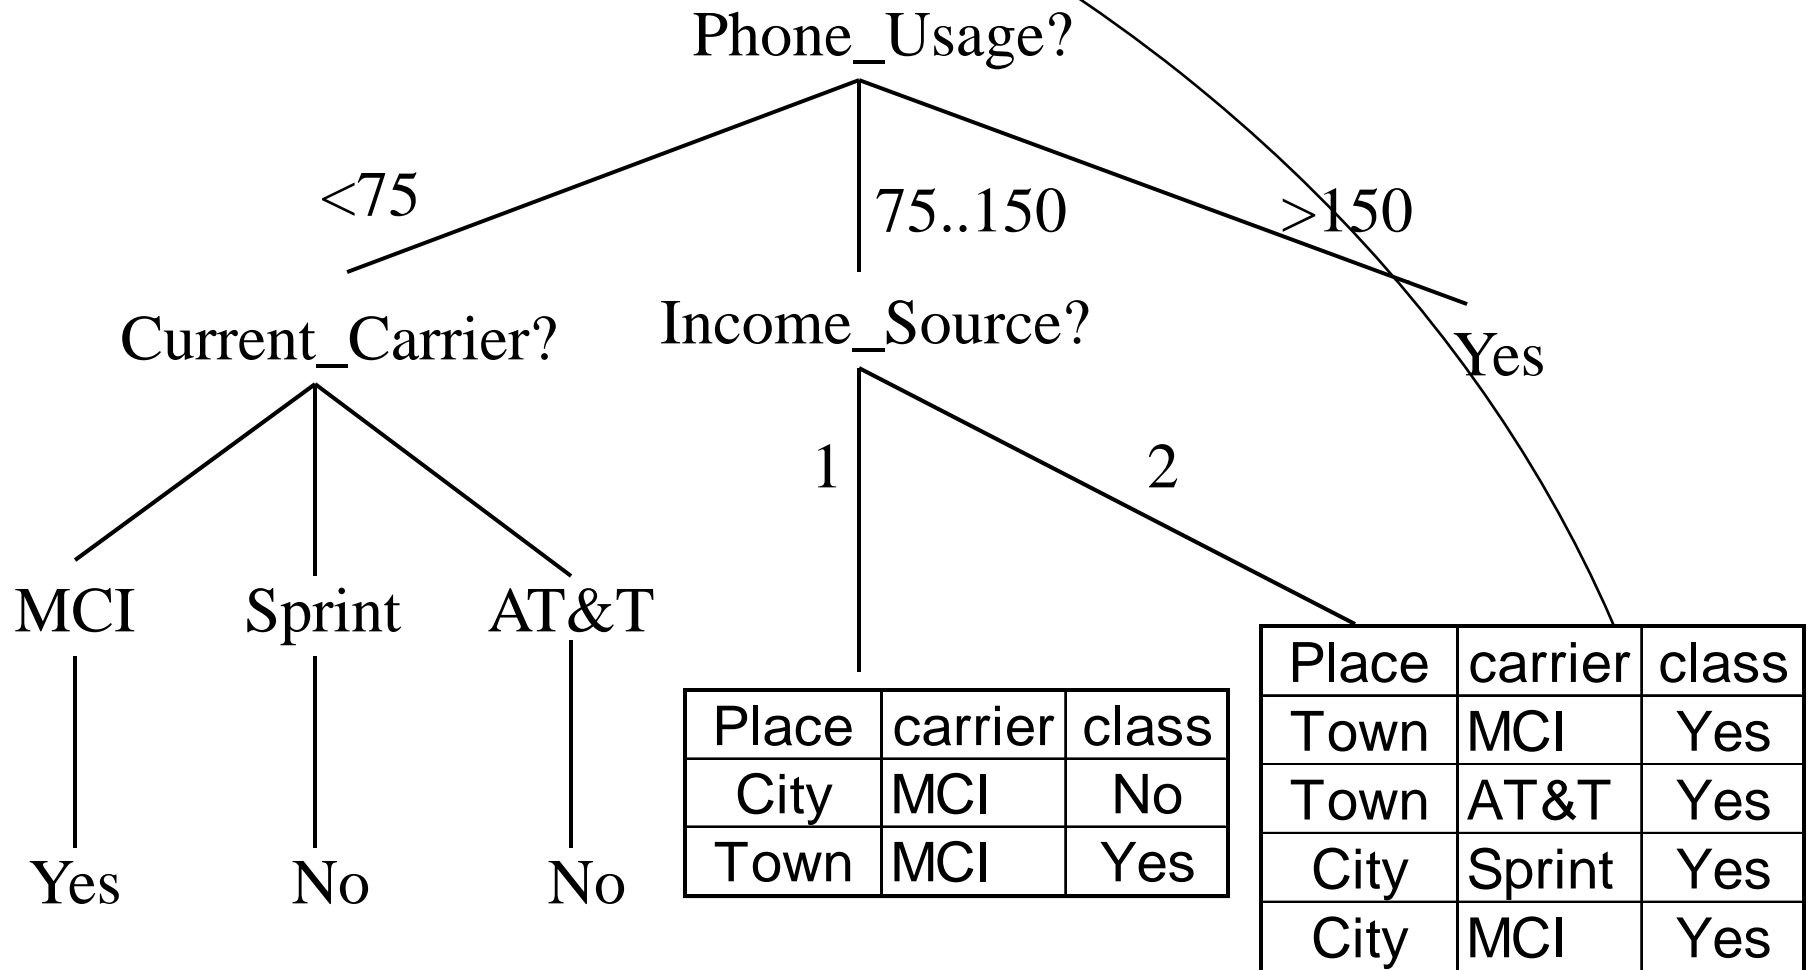 Phone_Usage?
<75
75..150
>150
Current_Carrier?
Income_Source?
Yes
1
2
MCI
Sprint
AT&T
Yes
No
No
Place carrier class
City MCI No
Town MCI Yes
Place carrier class
Town MCI Yes
Town AT&T Yes
City Sprint Yes
City MCI Yes